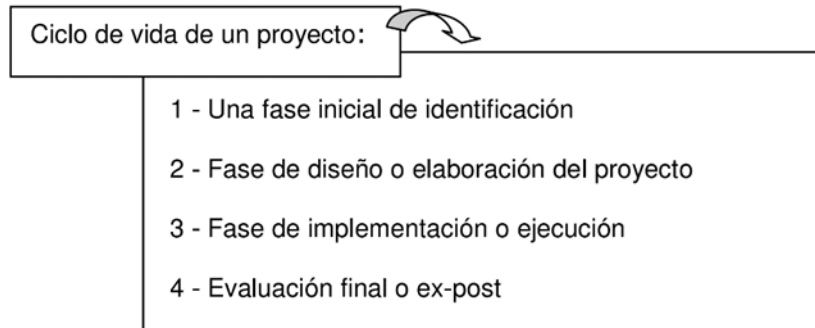 Ciclo de vida de un proyecto:
1 - Una fase inicial de identificación
2 - Fase de diseño o elaboración del proyecto
3 - Fase de implementación o ejecución
4 - Evaluación final o ex-post